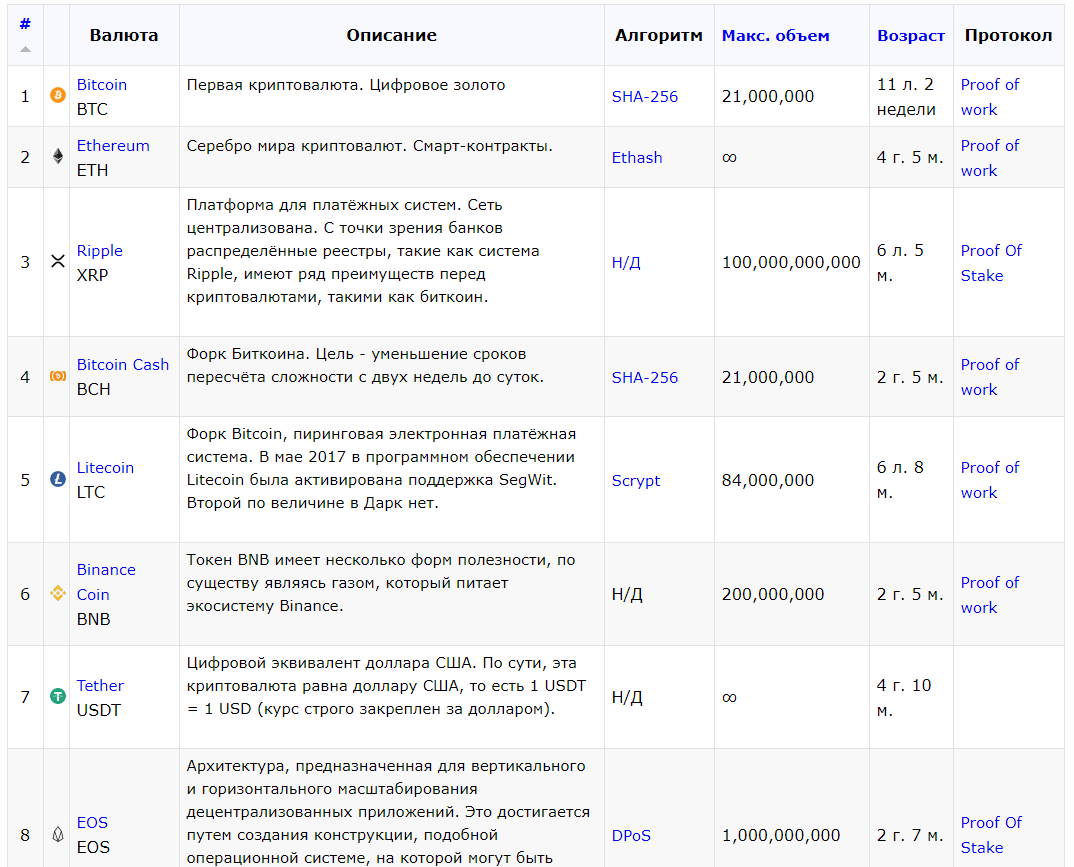 #
Валюта
Описание
Алгоритм
Макс. объем
Возраст
Протокол
1
Bitcoin
BTC
Первая криптовалюта. Цифровое золото
SHA-256
21,000,000
11 л. 2
недели
Proof of
work
2
Ethereum
ETH
Серебро мира криптовалют. Смарт-контракты.
Ethash
∞
4 г. 5 м.
Proof of
work
3
Ripple
XRP
Платформа для платёжных систем. Сеть
централизована. С точки зрения банков
распределённые реестры, такие как система
Ripple, имеют ряд преимуществ перед
криптовалютами, такими как биткоин.
Н/Д
100,000,000,000
6 л. 5
м.
Proof Of
Stake
4
Bitcoin Cash
BCH
Форк Биткоина. Цель - уменьшение сроков
пересчёта сложности с двух недель до суток.
SHA-256
21,000,000
2 г. 5 м.
Proof of
work
5
Litecoin
LTC
Форк Bitcoin, пиринговая электронная платёжная
система. В мае 2017 в программном обеспечении
Litecoin была активирована поддержка SegWit.
Второй по величине в Дарк нет.
Scrypt
84,000,000
6 л. 8
м.
Proof of
work
6
Binance
Coin
BNB
Токен BNB имеет несколько форм полезности, по
существу являясь газом, который питает
экосистему Binance.
Н/Д
200,000,000
2 г. 5 м.
Proof of
work
7
Tether
USDT
Цифровой эквивалент доллара США. По сути, эта
криптовалюта равна доллару США, то есть 1 USDT
= 1 USD (курс строго закреплен за долларом).
Н/Д
∞
4 г. 10
м.
8
EOS
EOS
Архитектура, предназначенная для вертикального
и горизонтального масштабирования
децентрализованных приложений. Это достигается
путем создания конструкции, подобной
операционной системе, на которой могут быть
DPoS
1,000,000,000
2 г. 7 м.
Proof Of
Stake